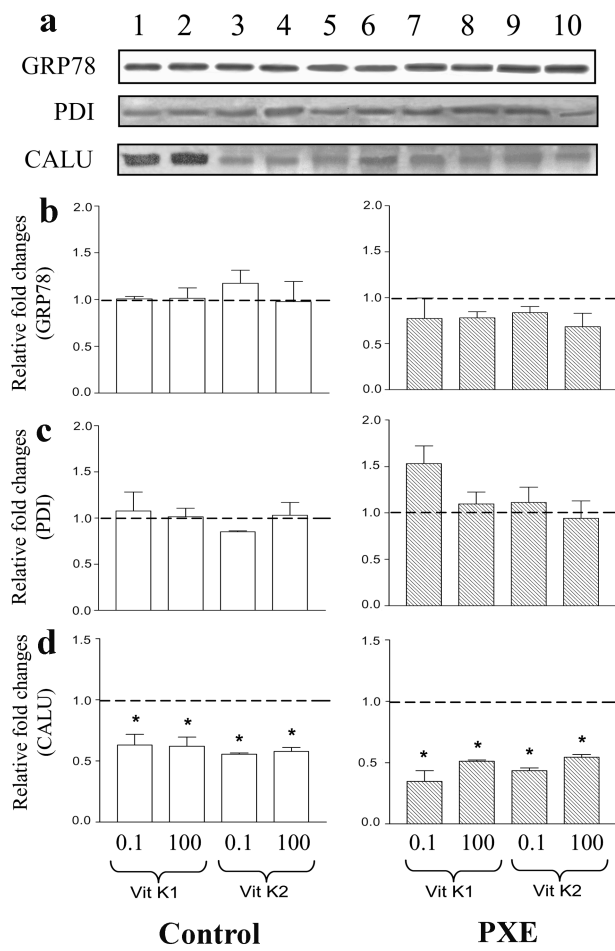 a 1 2 3 4 5 6 7 8 9 10
GRP78
PDI
CALU
b
Relative fold changes
(GRP78)
2.0
1.5
1.0
0.5
0.0
2.0
1.5
1.0
0.5
0.0
c
Relative fold changes
(PDI)
2.0
1.5
1.0
0.5
0.0
2.0
1.5
1.0
0.5
0.0
d
Relative fold changes
(CALU)
1.5
1.0
0.5
0.0
* * * *
1.5
1.0
0.5
0.0
* * * *
0.1 100 0.1 100
Vit K1 Vit K2
Control
0.1 100 0.1 100
Vit K1 Vit K2
PXE